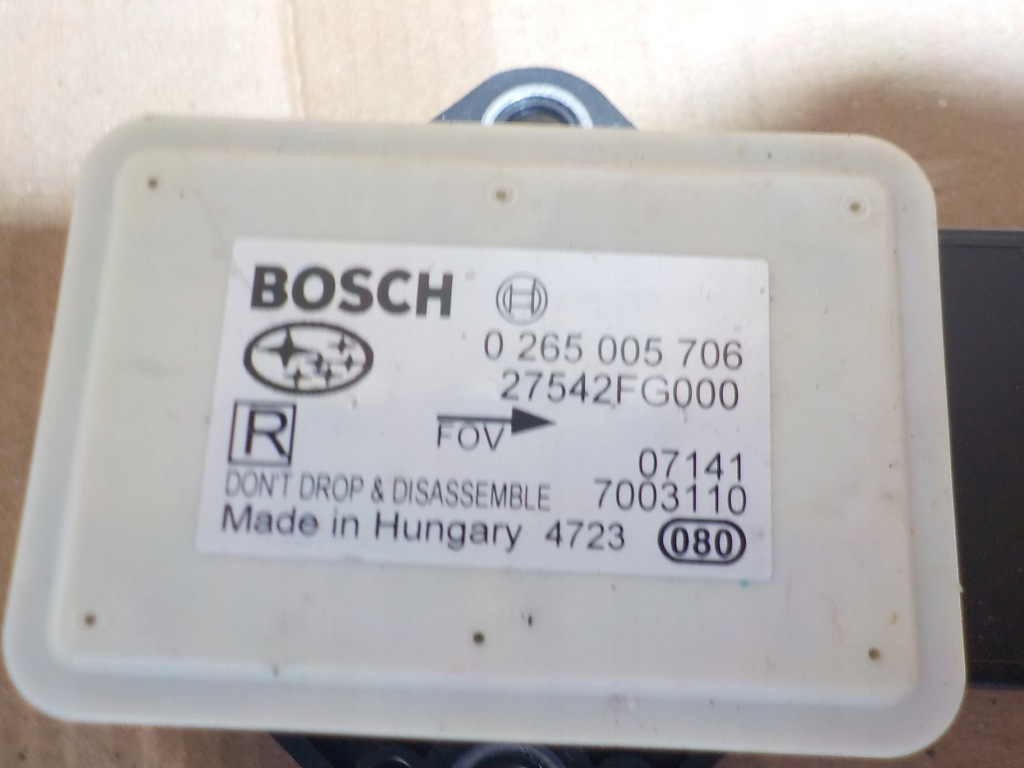 BOSCH
0 265 005 706
27542FG000
R
FOV
07141
DON'T DROP & DISASSEMBLE 7003110
Made in Hungary 4723 080